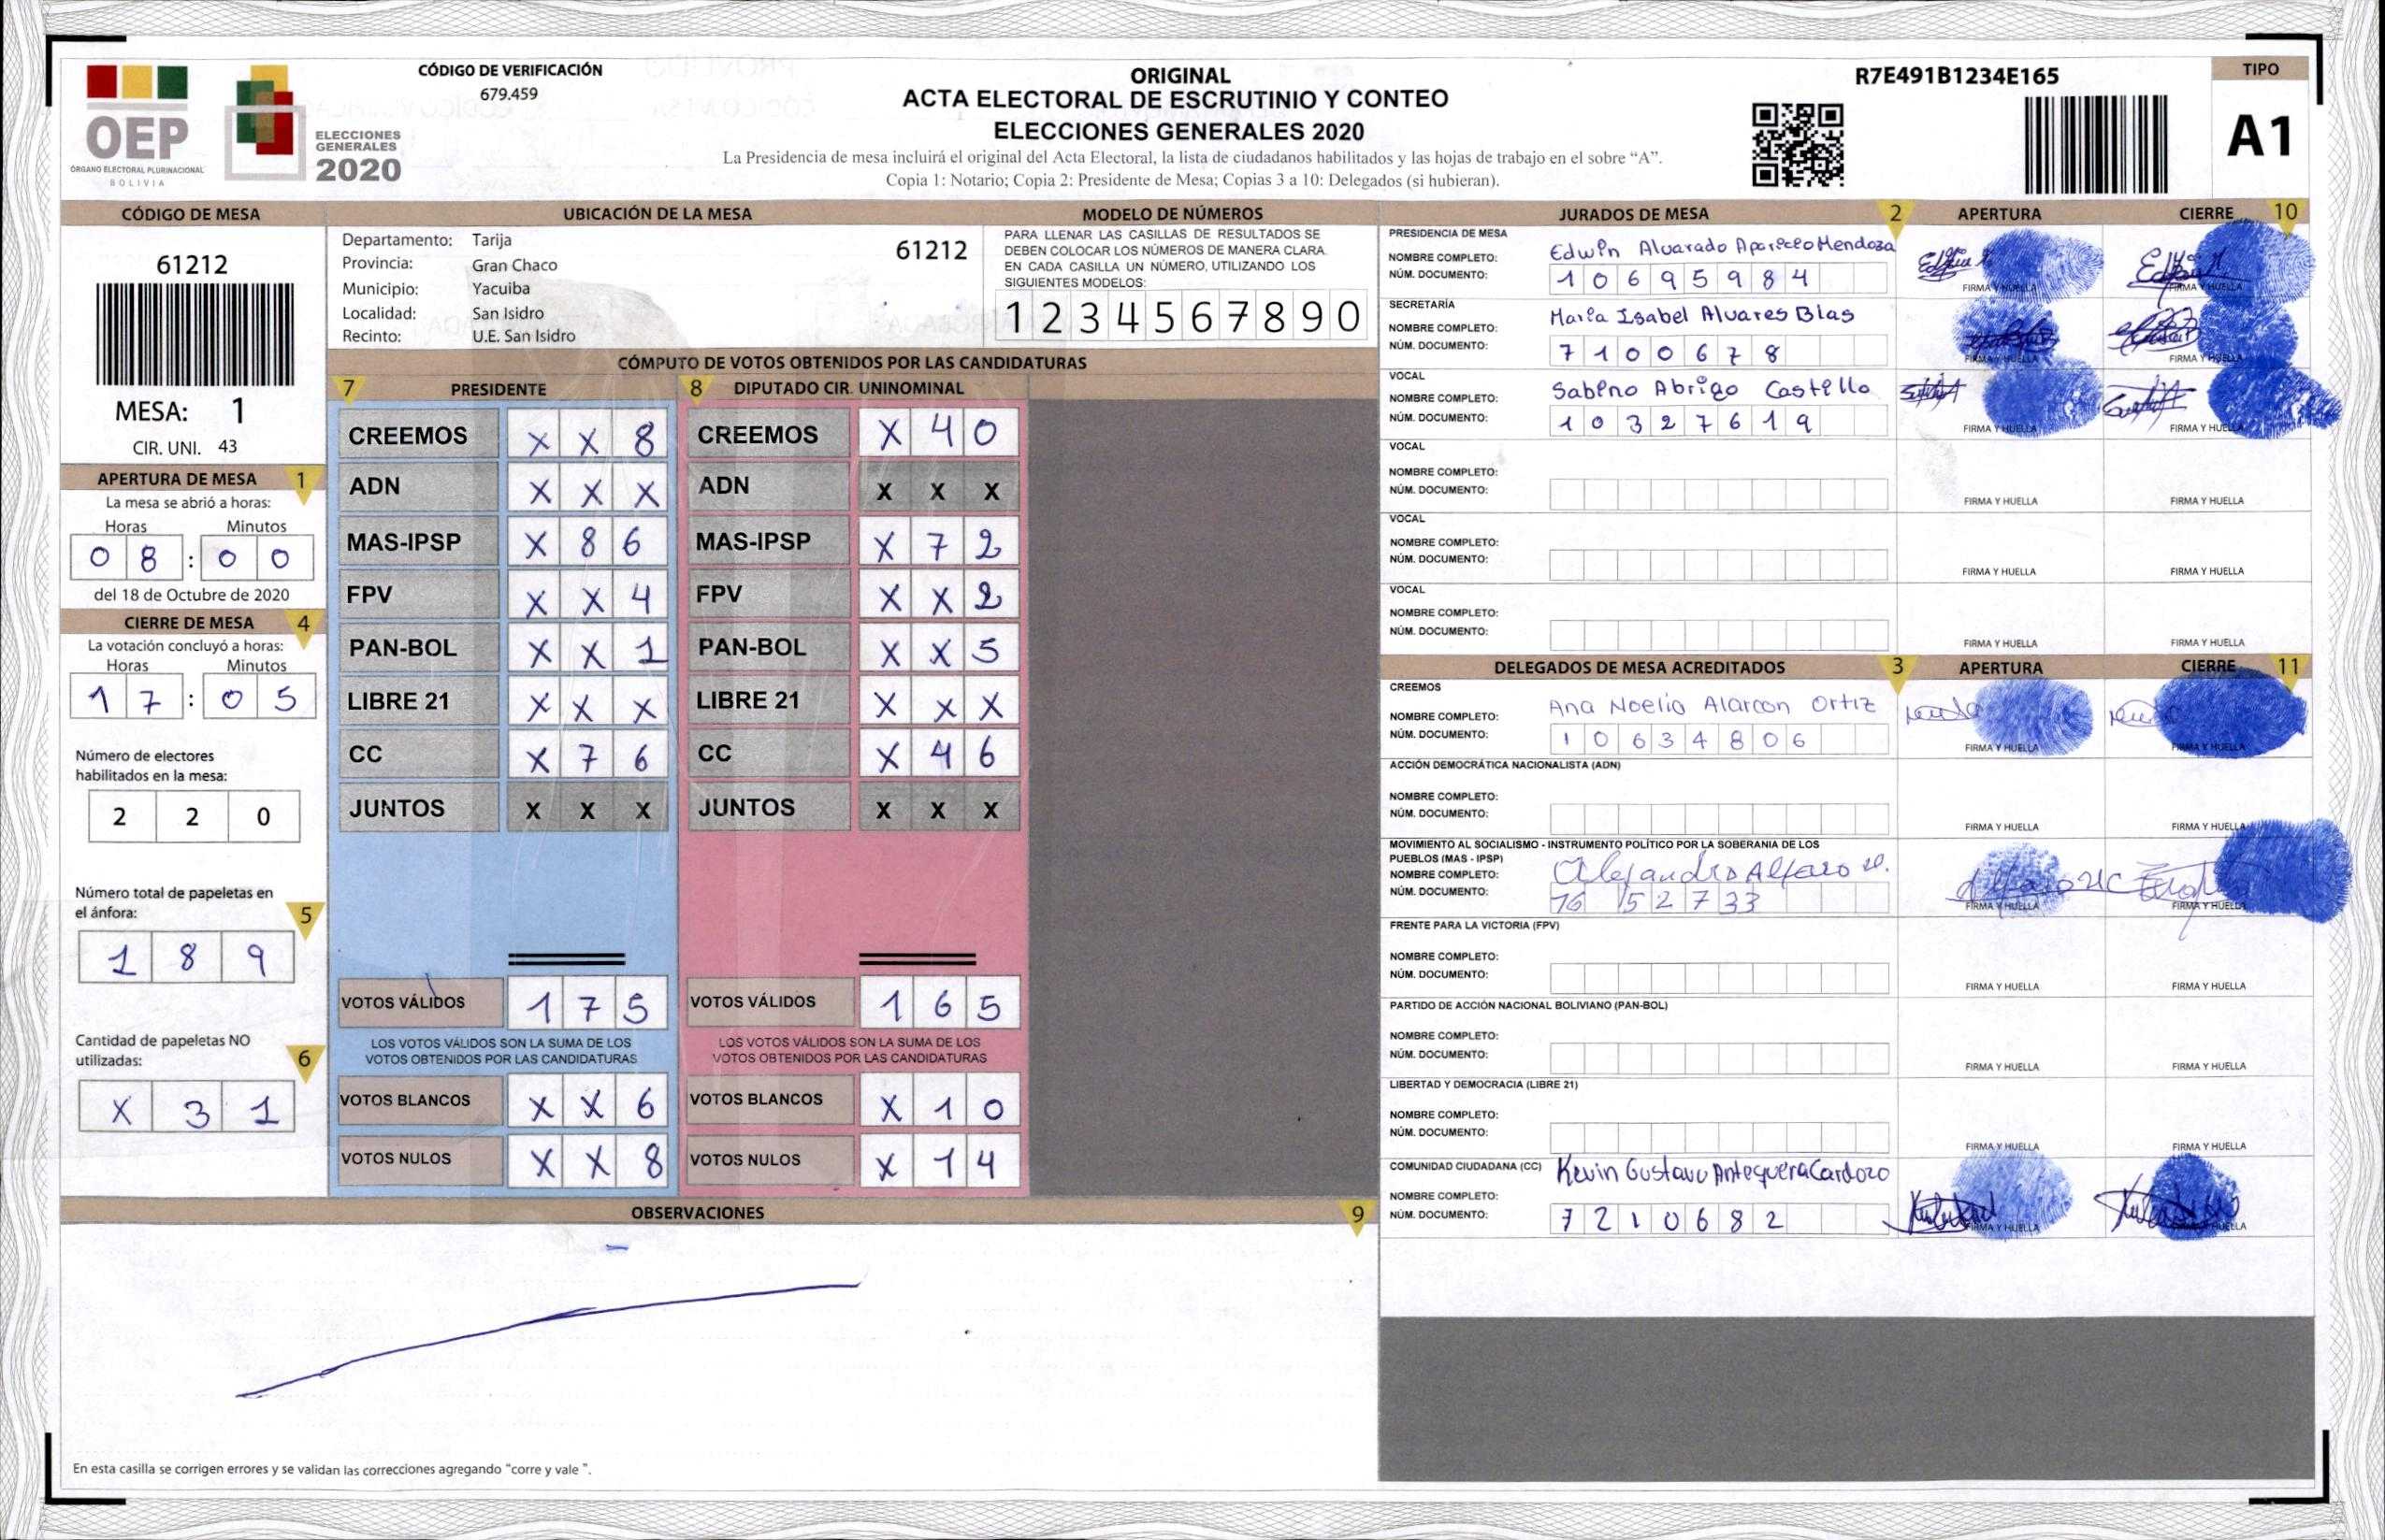 OEP
ÓRGANO ELECTORAL PLURINACIONAL
BOLIVIA
ELECCIONES
GENERALES
2020
CÓDIGO DE VERIFICACIÓN
679.459
ORIGINAL
ACTA ELECTORAL DE ESCRUTINIO Y CONTEO
ELECCIONES GENERALES 2020
La Presidencia de mesa incluirá el original del Acta Electoral, la lista de ciudadanos habilitados y las hojas de trabajo en el sobre “A”.
Copia 1: Notario; Copia 2: Presidente de Mesa; Copias 3 a 10: Delegados (si hubieran).
R7E491B1234E165
TIPO
A1
CÓDIGO DE MESA
61212
MESA: 1
CIR. UNI. 43
APERTURA DE MESA 1
La mesa se abrió a horas:
Horas Minutos
0 8 : 0 0
del 18 de Octubre de 2020
CIERRE DE MESA 4
La votación concluyó a horas:
Horas Minutos
1 7 : 0 5
Número de electores
habilitados en la mesa:
2 2 0
Número total de papeletas en
el ánfora: 5
1 8 9
Cantidad de papeletas NO
utilizadas: 6
X 3 1
UBICACIÓN DE LA MESA
Departamento: Tarija
Provincia: Gran Chaco
Municipio: Yacuiba
Localidad: San Isidro
Recinto: U.E. San Isidro
61212
MODELO DE NÚMEROS
PARA LLENAR LAS CASILLAS DE RESULTADOS SE
DEBEN COLOCAR LOS NÚMEROS DE MANERA CLARA.
EN CADA CASILLA UN NÚMERO, UTILIZANDO LOS
SIGUIENTES MODELOS:
1 2 3 4 5 6 7 8 9 0
CÓMPUTO DE VOTOS OBTENIDOS POR LAS CANDIDATURAS
7 PRESIDENTE
CREEMOS X X 8
ADN X X X
MAS-IPSP X 8 6
FPV X X 4
PAN-BOL X X 1
LIBRE 21 X X X
CC X 7 6
JUNTOS X X X
VOTOS VÁLIDOS 1 7 5
LOS VOTOS VÁLIDOS SON LA SUMA DE LOS
VOTOS OBTENIDOS POR LAS CANDIDATURAS
VOTOS BLANCOS X X 6
VOTOS NULOS X X 8
8 DIPUTADO CIR. UNINOMINAL
CREEMOS X 4 0
ADN X X X
MAS-IPSP X 7 2
FPV X X 2
PAN-BOL X X 5
LIBRE 21 X X X
CC X 4 6
JUNTOS X X X
VOTOS VÁLIDOS 1 6 5
LOS VOTOS VÁLIDOS SON LA SUMA DE LOS
VOTOS OBTENIDOS POR LAS CANDIDATURAS
VOTOS BLANCOS X 1 0
VOTOS NULOS X 1 4
OBSERVACIONES 9
En esta casilla se corrigen errores y se validan las correcciones agregando “corre y vale ”.
JURADOS DE MESA 2 APERTURA CIERRE 10
PRESIDENCIA DE MESA
NOMBRE COMPLETO: Edwin Alvarado Aparecio Mendoza
NÚM. DOCUMENTO: 1 0 6 9 5 9 8 4
FIRMA Y HUELLA FIRMA Y HUELLA
SECRETARÍA
NOMBRE COMPLETO: Maria Isabel Alvares Blas
NÚM. DOCUMENTO: 7 1 0 0 6 7 8
FIRMA Y HUELLA FIRMA Y HUELLA
VOCAL
NOMBRE COMPLETO: Sabino Abrigo Castillo
NÚM. DOCUMENTO: 1 0 3 2 7 6 1 9
FIRMA Y HUELLA FIRMA Y HUELLA
VOCAL
NOMBRE COMPLETO:
NÚM. DOCUMENTO:
FIRMA Y HUELLA FIRMA Y HUELLA
VOCAL
NOMBRE COMPLETO:
NÚM. DOCUMENTO:
FIRMA Y HUELLA FIRMA Y HUELLA
VOCAL
NOMBRE COMPLETO:
NÚM. DOCUMENTO:
FIRMA Y HUELLA FIRMA Y HUELLA
DELEGADOS DE MESA ACREDITADOS 3 APERTURA CIERRE 11
CREEMOS
NOMBRE COMPLETO: Ana Noelia Alarcon Ortiz
NÚM. DOCUMENTO: 1 0 6 3 4 8 0 6
FIRMA Y HUELLA FIRMA Y HUELLA
ACCIÓN DEMOCRÁTICA NACIONALISTA (ADN)
NOMBRE COMPLETO:
NÚM. DOCUMENTO:
FIRMA Y HUELLA FIRMA Y HUELLA
MOVIMIENTO AL SOCIALISMO - INSTRUMENTO POLÍTICO POR LA SOBERANIA DE LOS
PUEBLOS (MAS - IPSP)
NOMBRE COMPLETO: Alejandro Alfaro
NÚM. DOCUMENTO: 5 2 7 3 3
FIRMA Y HUELLA FIRMA Y HUELLA
FRENTE PARA LA VICTORIA (FPV)
NOMBRE COMPLETO:
NÚM. DOCUMENTO:
FIRMA Y HUELLA FIRMA Y HUELLA
PARTIDO DE ACCIÓN NACIONAL BOLIVIANO (PAN-BOL)
NOMBRE COMPLETO:
NÚM. DOCUMENTO:
FIRMA Y HUELLA FIRMA Y HUELLA
LIBERTAD Y DEMOCRACIA (LIBRE 21)
NOMBRE COMPLETO:
NÚM. DOCUMENTO:
FIRMA Y HUELLA FIRMA Y HUELLA
COMUNIDAD CIUDADANA (CC) Kevin Gustavo Antequera Cardozo
NOMBRE COMPLETO:
NÚM. DOCUMENTO: 7 2 1 0 6 8 2
FIRMA Y HUELLA FIRMA Y HUELLA